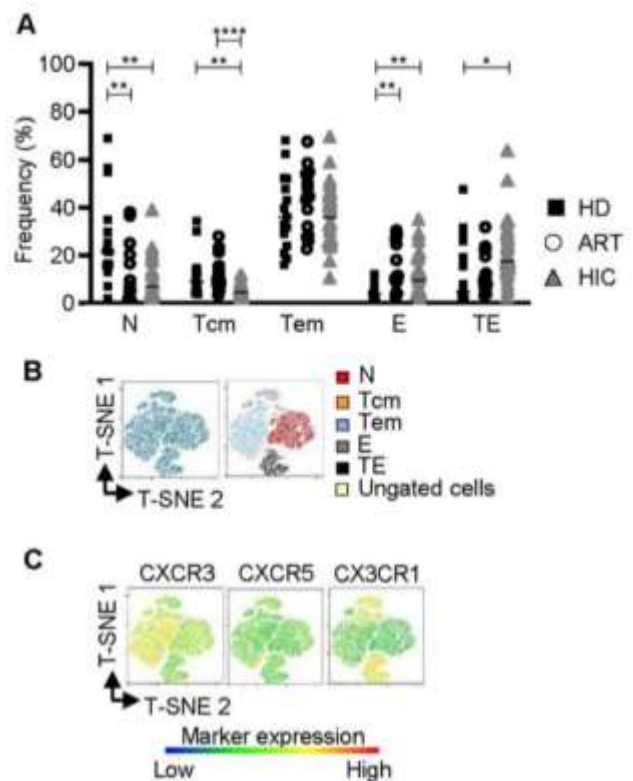 A
****
** ** ** *
** **
100
80
60
40
20
0
Frequency (%)
N Tcm Tem E TE
HD
ART
HIC
B
T-SNE 1
T-SNE 2
N
Tcm
Tem
E
TE
Ungated cells
C
CXCR3 CXCR5 CX3CR1
T-SNE 1
T-SNE 2
Marker expression
Low High